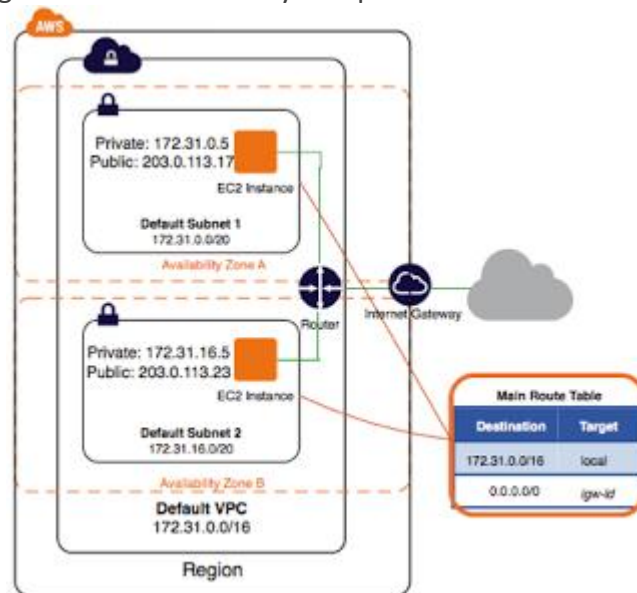 AWS
Private: 172.31.0.5
Public: 203.0.113.17
EC2 Instance
Default Subnet 1
172.31.0.0/20
Availability Zone A
Router
Internet Gateway
Private: 172.31.16.5
Public: 203.0.113.23
EC2 Instance
Default Subnet 2
172.31.16.0/20
Availability Zone B
Default VPC
172.31.0.0/16
Region
Main Route Table
Destination Target
172.31.0.0/16 local
0.0.0.0/0 igw-id